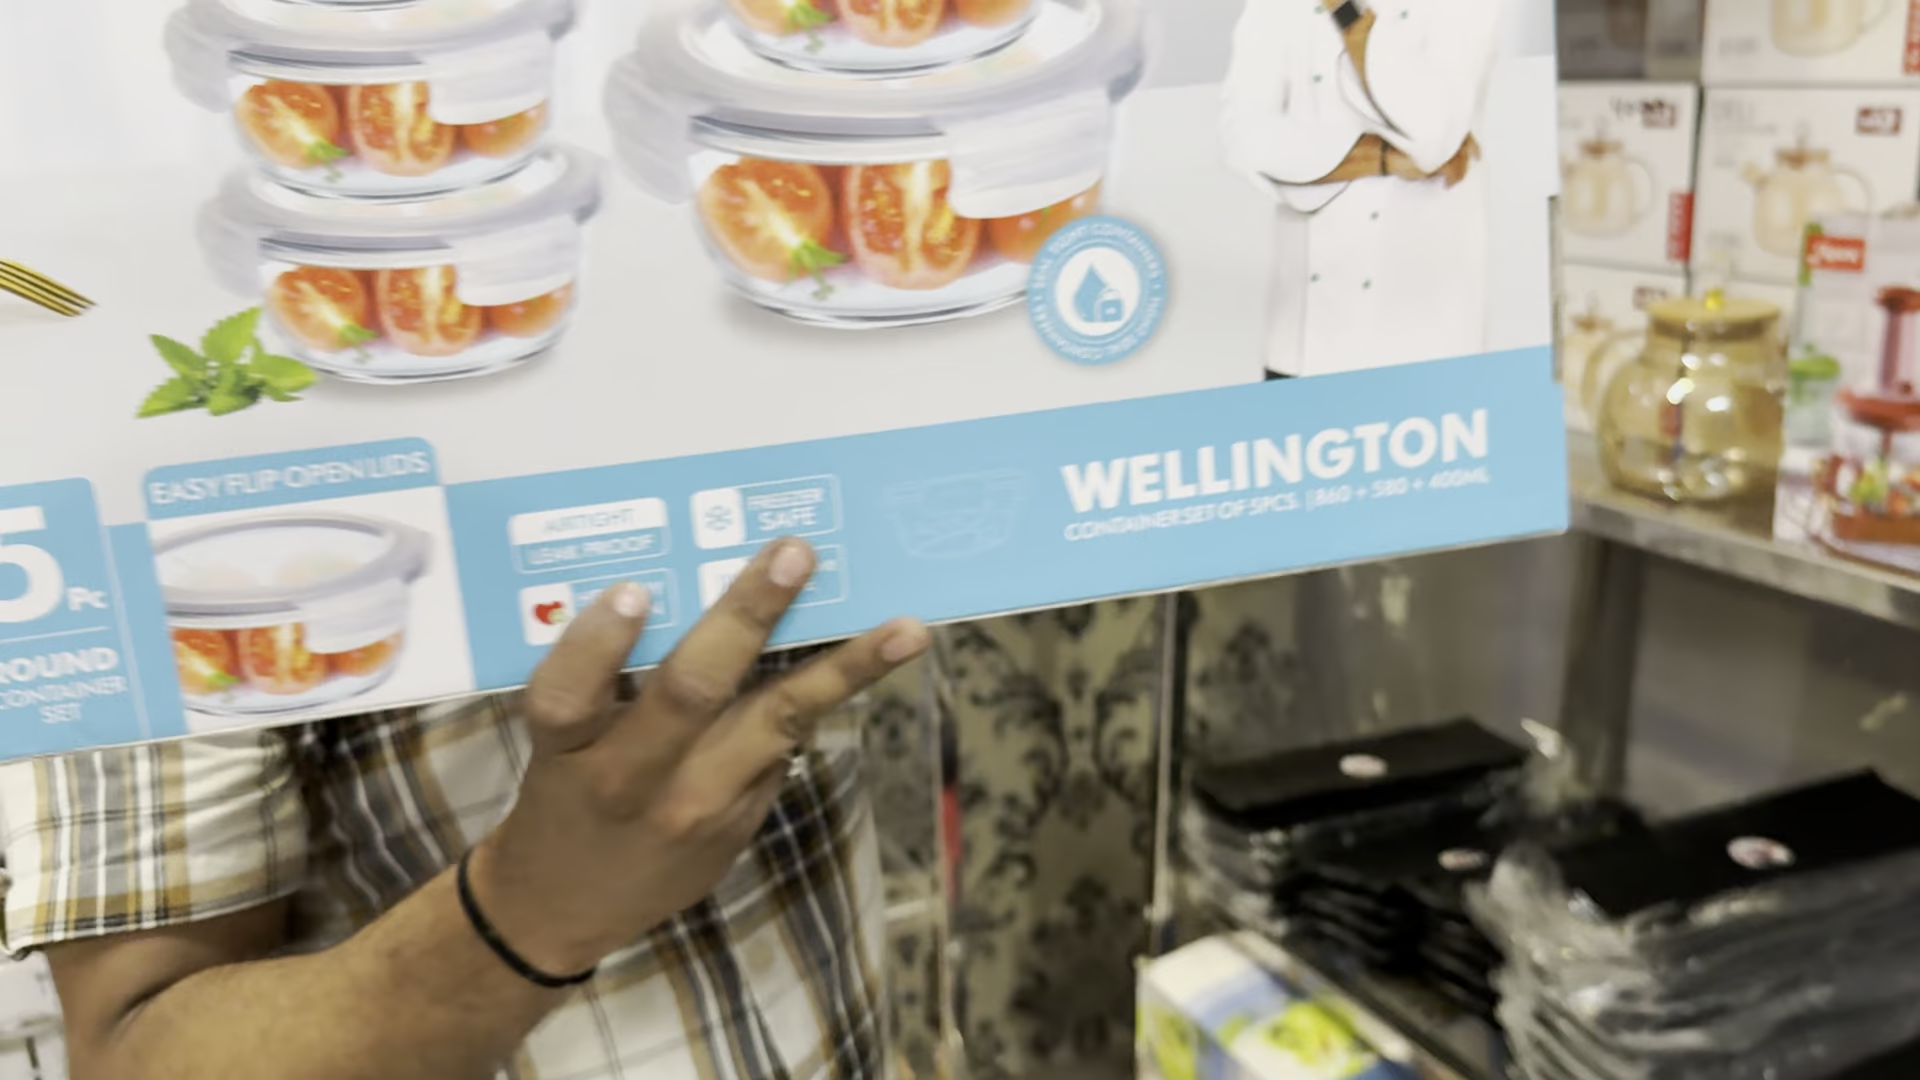 EASY FLIP OPEN LIDS
5
Pc
ROUND
CONTAINER
SET
AIRTIGHT
LEAK PROOF
FREEZER
SAFE
WELLINGTON
CONTAINER SET OF 5PCS. | 860 + 580 + 400ML